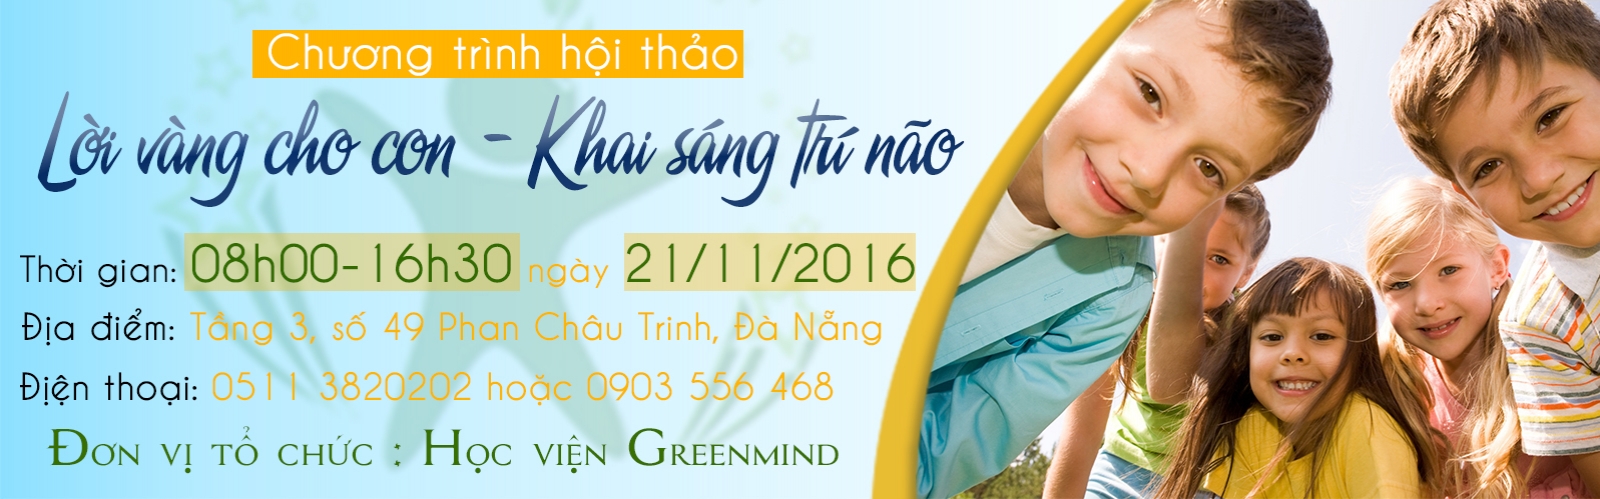 Chương trình hội thảo
Lời vàng cho con - Khai sáng trí não
Thời gian: 08h00-16h30 ngày 21/11/2016
Địa điểm: Tầng 3, số 49 Phan Châu Trinh, Đà Nẵng
Điện thoại: 0511 3820202 hoặc 0903 556 468
Đơn vị tổ chức : Học viện Greenmind